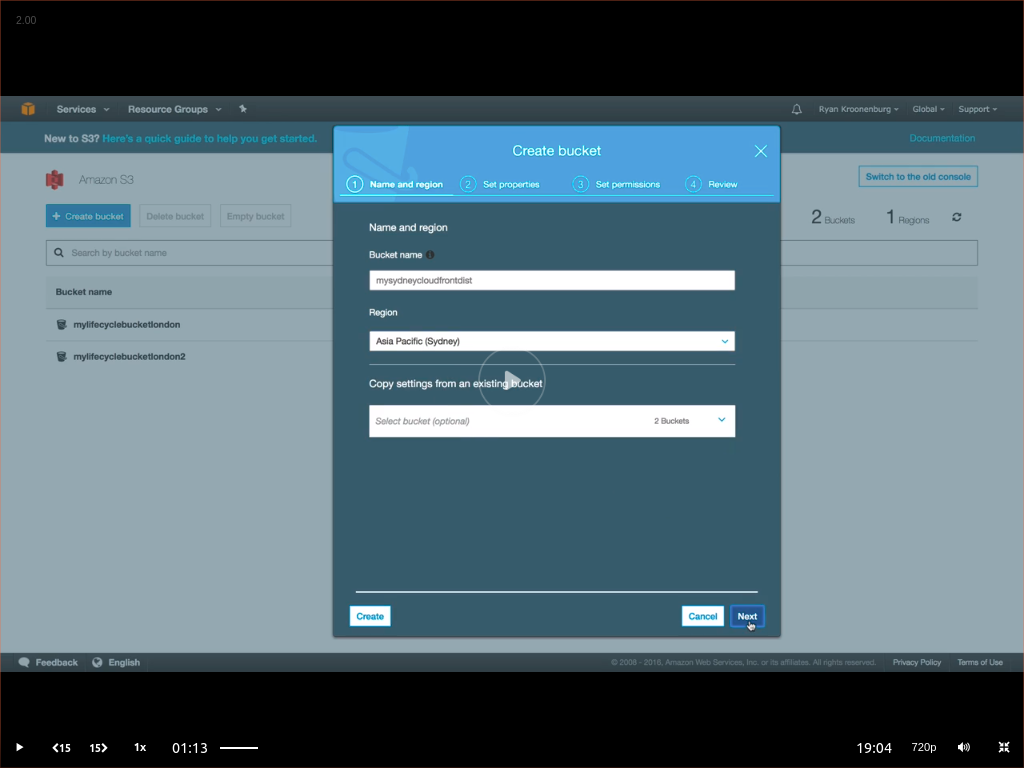 2.00
Services Resource Groups Ryan Kroonenburg Global Support
New to S3? Here's a quick guide to help you get started. Documentation
Create bucket
1 Name and region 2 Set properties 3 Set permissions 4 Review
Amazon S3
Switch to the old console
+ Create bucket Delete bucket Empty bucket
2 Buckets 1 Regions
Search by bucket name
Bucket name
mylifecyclebucketlondon
mylifecyclebucketlondon2
Name and region
Bucket name
mysydneycloudfrontdist
Region
Asia Pacific (Sydney)
Copy settings from an existing bucket
Select bucket (optional) 2 Buckets
Create Cancel Next
Feedback English © 2008 - 2016, Amazon Web Services, Inc. or its affiliates. All rights reserved. Privacy Policy Terms of Use
15 15 1x 01:13 19:04 720p